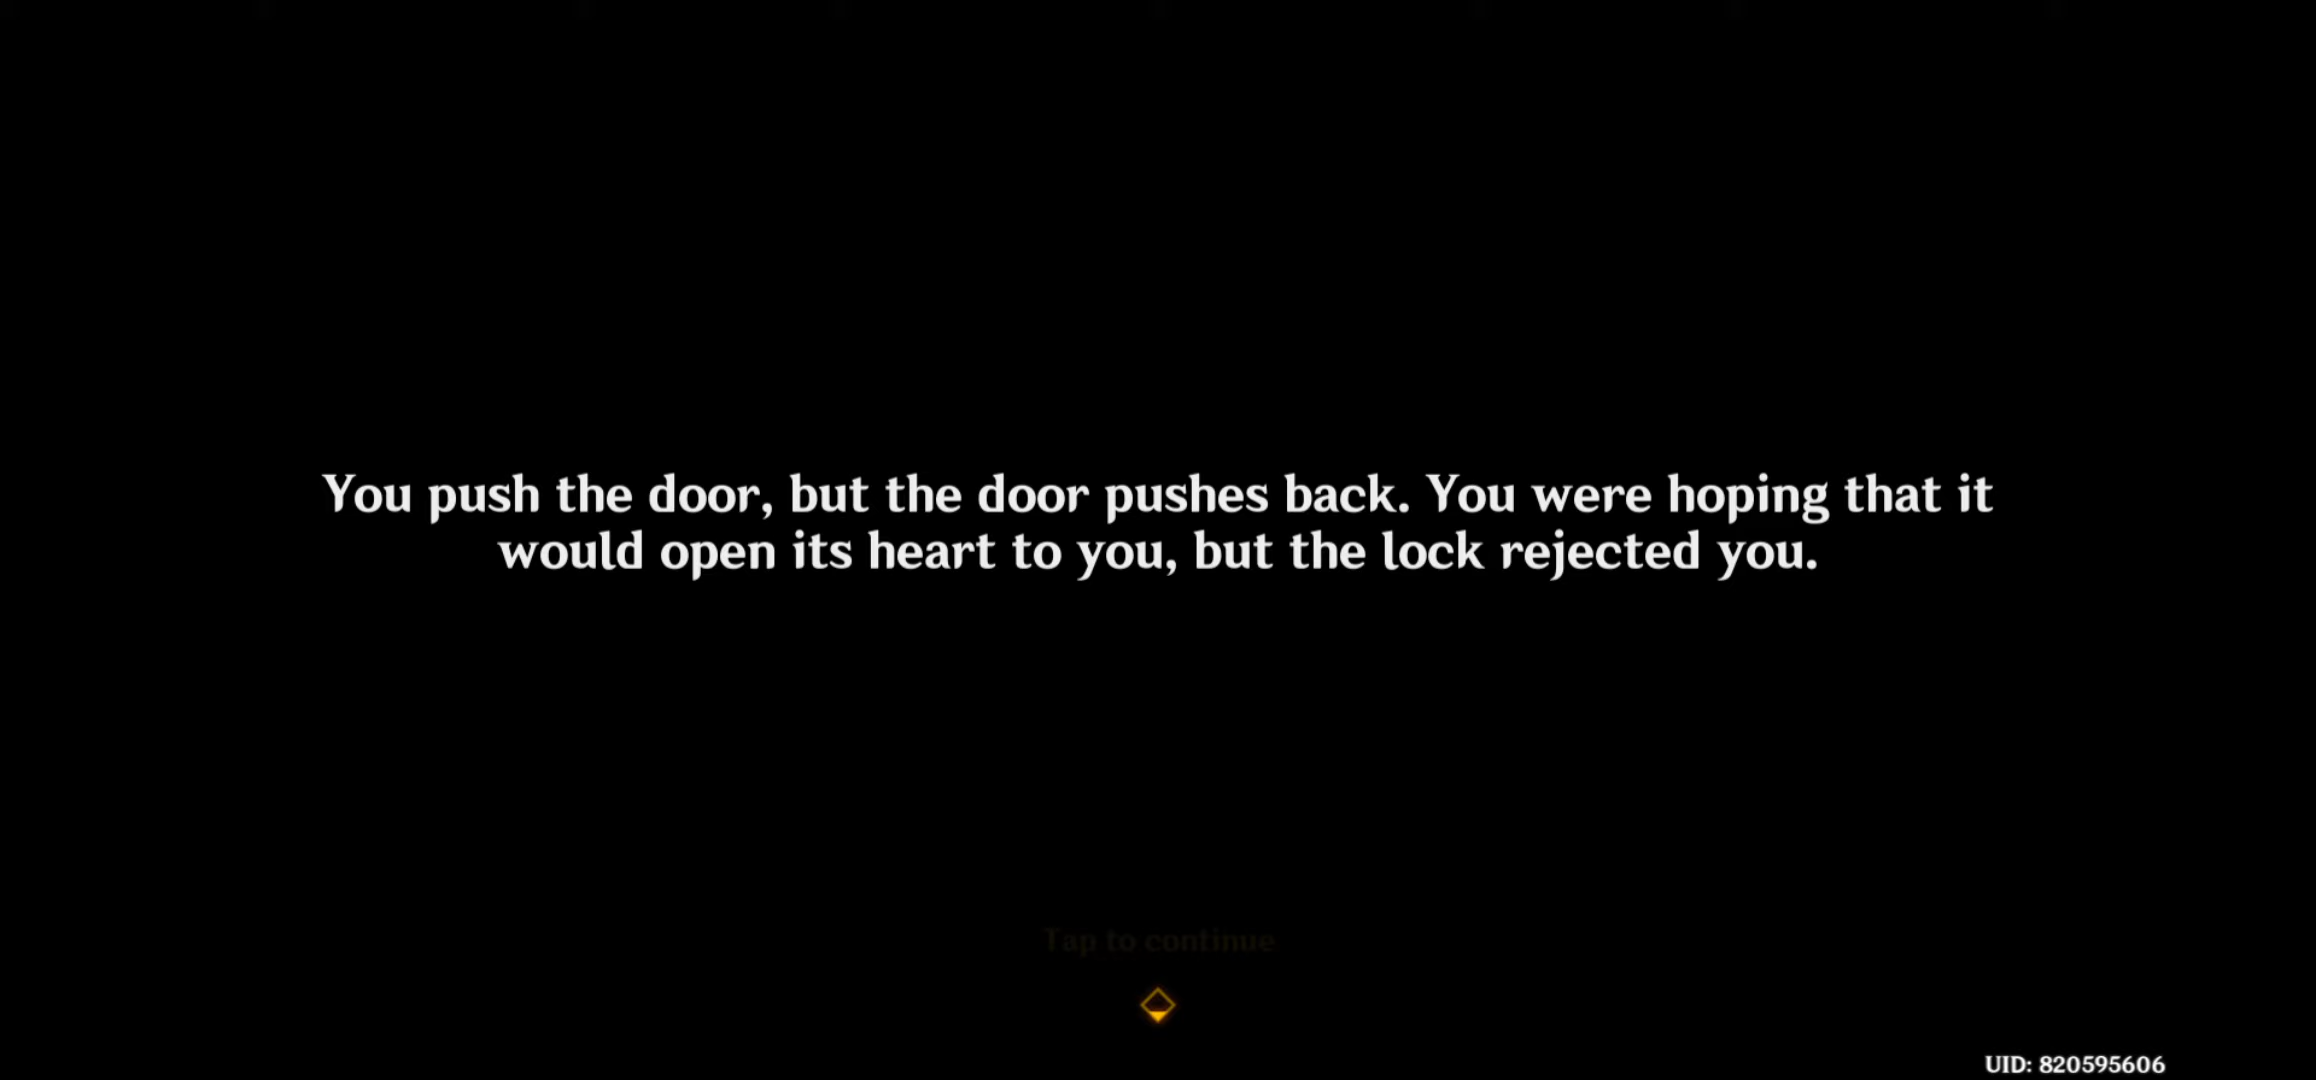 You push the door, but the door pushes back. You were hoping that it
would open its heart to you, but the lock rejected you.
Tap to continue
UID: 820595606